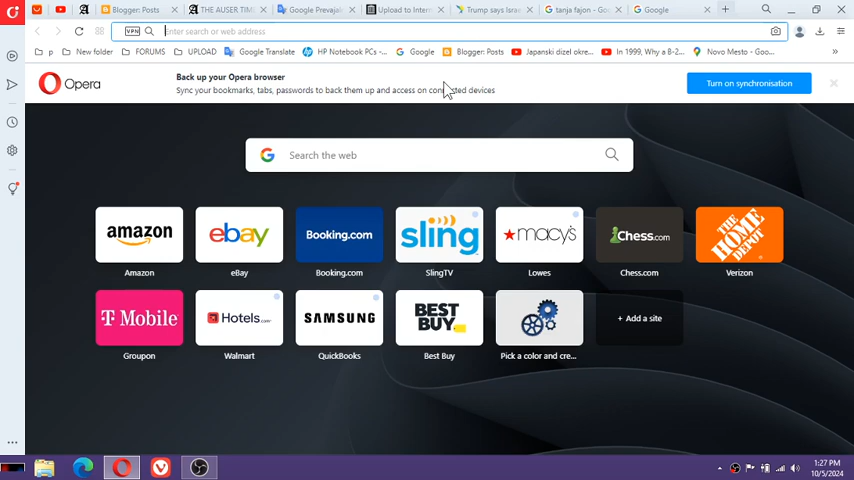 Blogger: Posts
THE AUSER TIM
Google Prevajal
Upload to Intern
Trump says Israe
tanja fajon - Goo
Google
VPN
Enter search or web address
p
New folder
FORUMS
UPLOAD
Google Translate
HP Notebook PCs -...
Google
Blogger: Posts
Japanski dizel okre...
In 1999, Why a B-2...
Novo Mesto - Goo...
Opera
Back up your Opera browser
Sync your bookmarks, tabs, passwords to back them up and access on connected devices
Turn on synchronisation
Search the web
amazon
ebay
Booking.com
sling
macy's
Chess.com
THE HOME DEPOT
Amazon
eBay
Booking.com
SlingTV
Lowes
Chess.com
Verizon
T Mobile
Hotels.com
SAMSUNG
BEST BUY
+ Add a site
Groupon
Walmart
QuickBooks
Best Buy
Pick a color and cre...
1:27 PM
10/5/2024